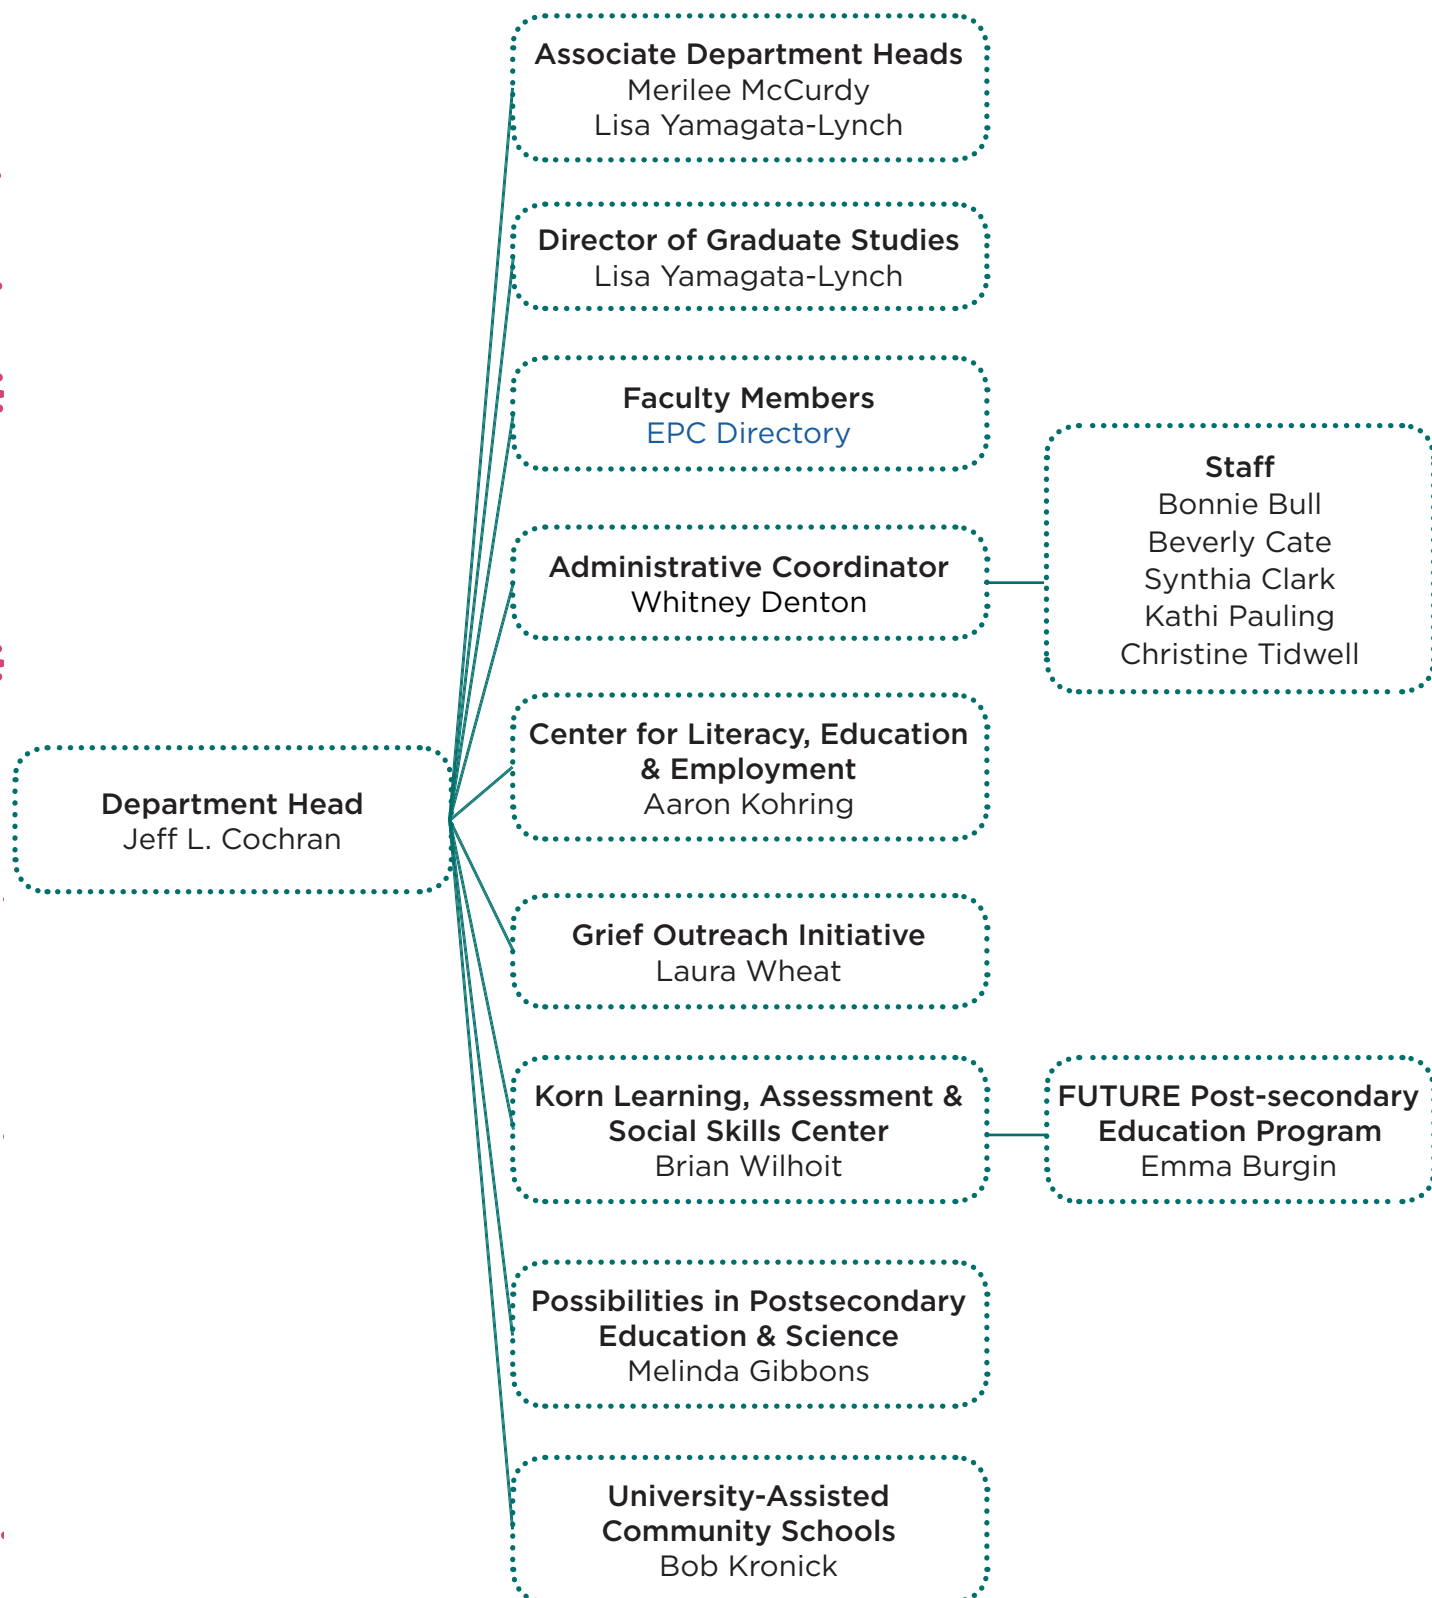 Associate Department Heads
Merilee McCurdy
Lisa Yamagata-Lynch
Director of Graduate Studies
Lisa Yamagata-Lynch
Faculty Members
EPC Directory
Administrative Coordinator
Whitney Denton
Staff
Bonnie Bull
Beverly Cate
Synthia Clark
Kathi Pauling
Christine Tidwell
Department Head
Jeff L. Cochran
Center for Literacy, Education
& Employment
Aaron Kohring
Grief Outreach Initiative
Laura Wheat
Korn Learning, Assessment &
Social Skills Center
Brian Wilhoit
FUTURE Post-secondary
Education Program
Emma Burgin
Possibilities in Postsecondary
Education & Science
Melinda Gibbons
University-Assisted
Community Schools
Bob Kronick